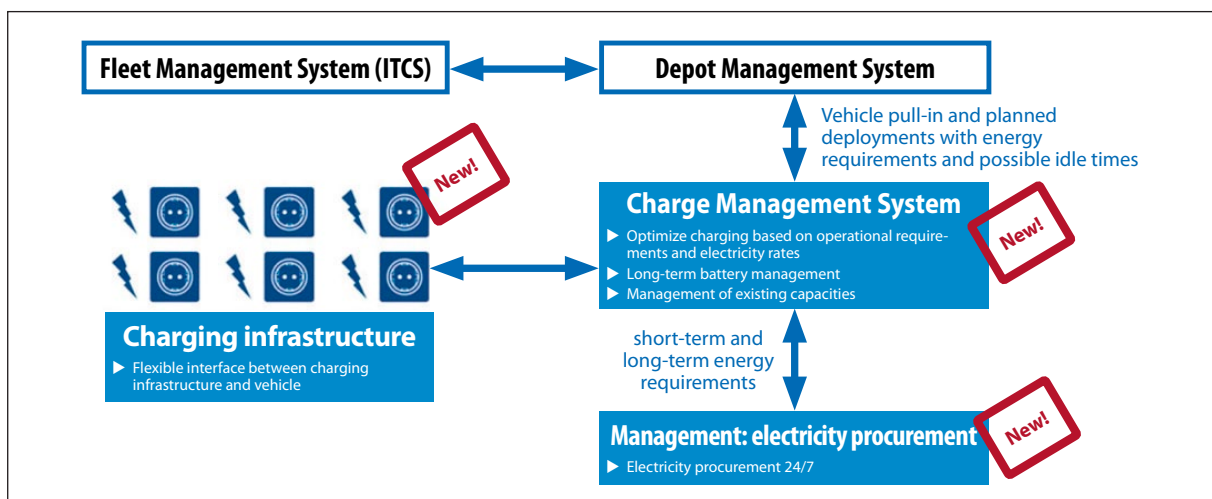 Fleet Management System (ITCS)
Depot Management System
Vehicle pull-in and planned
deployments with energy
requirements and possible idle times
New!
Charge Management System
▶ Optimize charging based on operational require-
ments and electricity rates
▶ Long-term battery management
▶ Management of existing capacities
New!
Charging infrastructure
▶ Flexible interface between charging
infrastructure and vehicle
short-term and
long-term energy
requirements
Management: electricity procurement
▶ Electricity procurement 24/7
New!